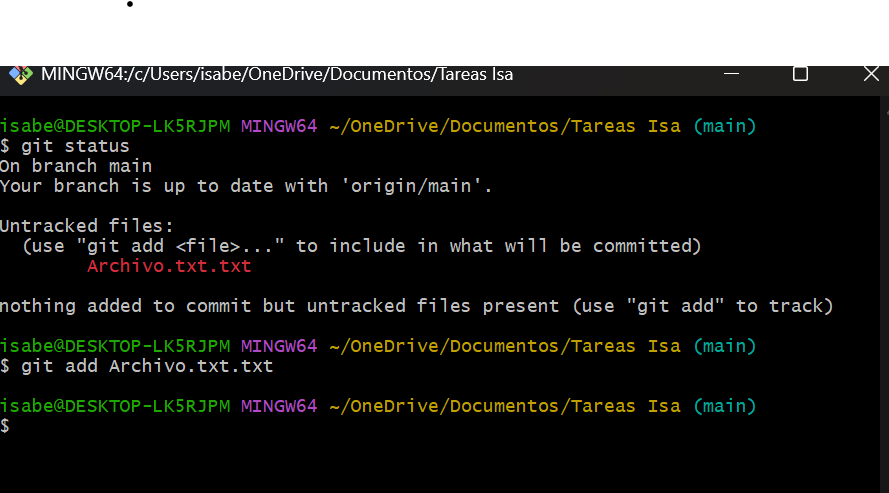 MINGW64:/c/Users/isabe/OneDrive/Documentos/Tareas Isa
isabe@DESKTOP-LK5RJPM MINGW64 ~/OneDrive/Documentos/Tareas Isa (main)
$ git status
On branch main
Your branch is up to date with 'origin/main'.
Untracked files:
(use "git add <file>..." to include in what will be committed)
Archivo.txt.txt
nothing added to commit but untracked files present (use "git add" to track)
isabe@DESKTOP-LK5RJPM MINGW64 ~/OneDrive/Documentos/Tareas Isa (main)
$ git add Archivo.txt.txt
isabe@DESKTOP-LK5RJPM MINGW64 ~/OneDrive/Documentos/Tareas Isa (main)
$